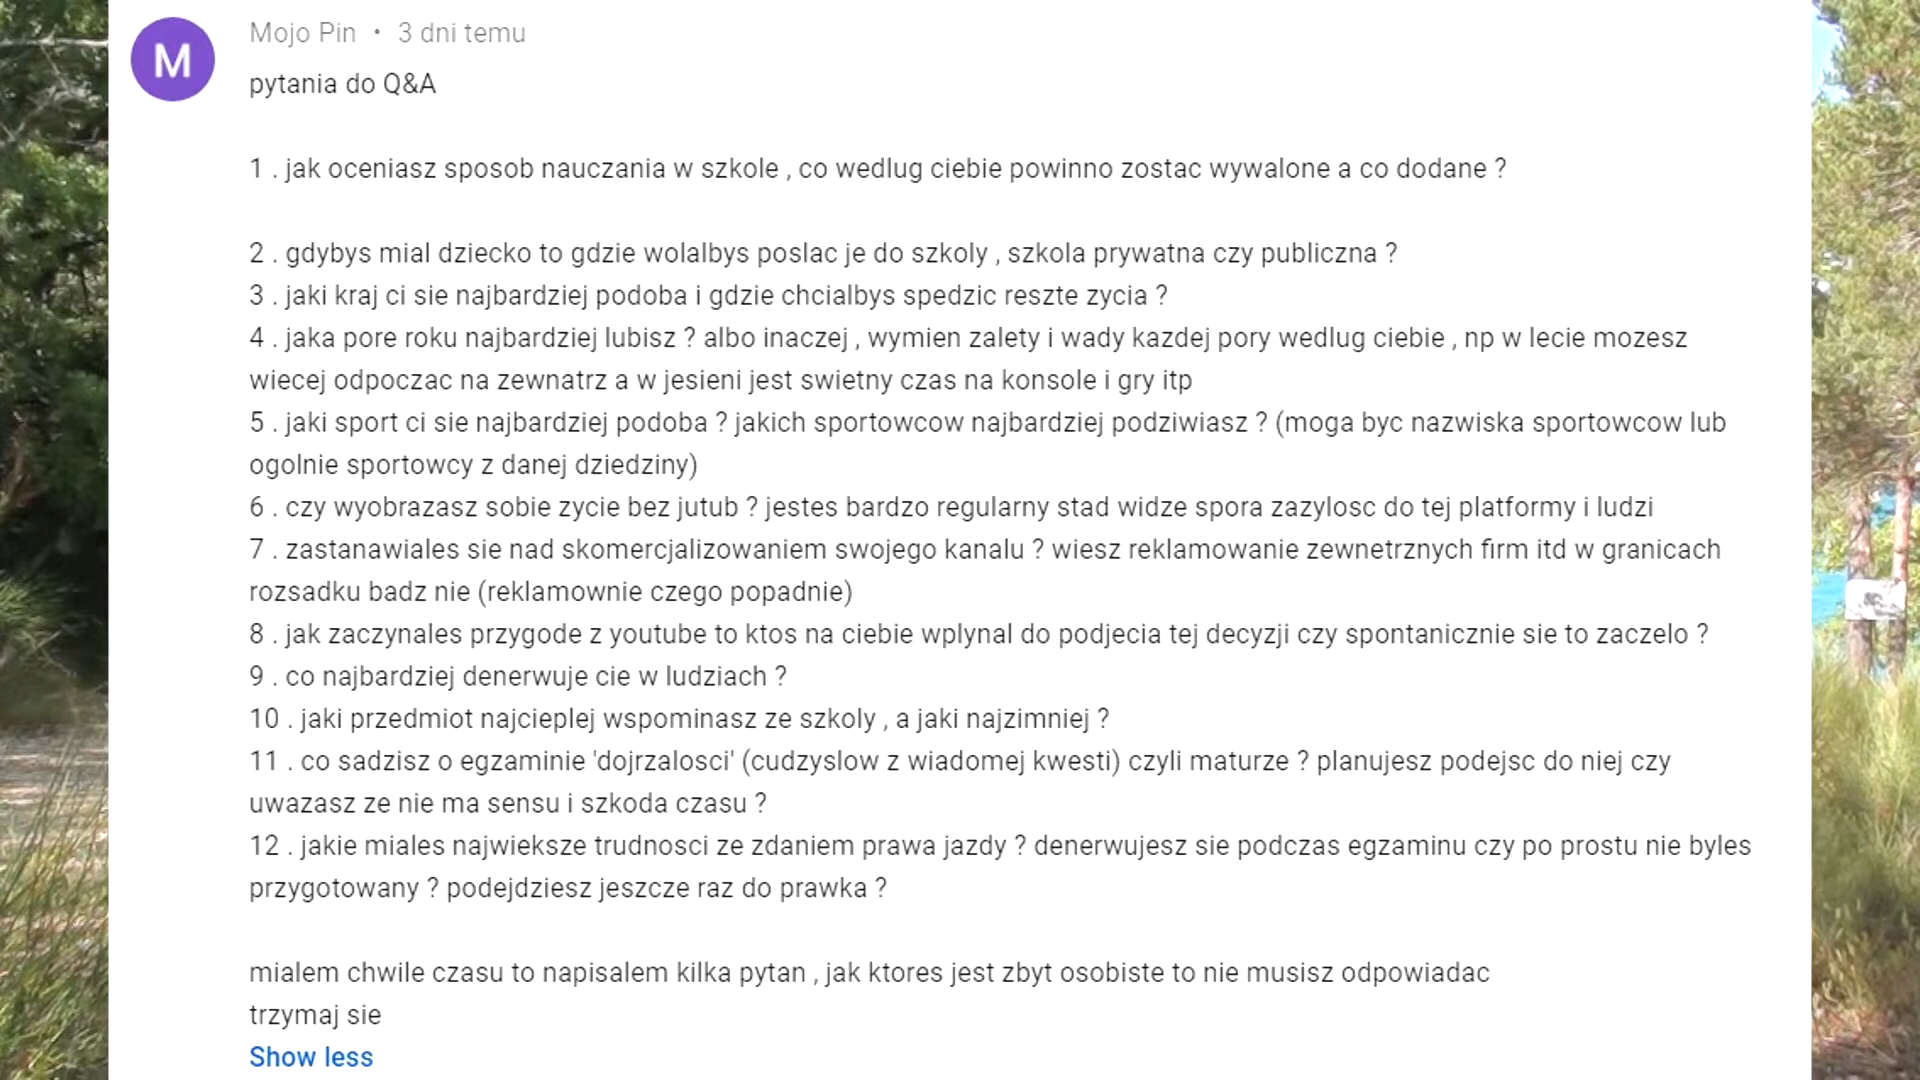 M
Mojo Pin • 3 dni temu
pytania do Q&A
1 . jak oceniasz sposob nauczania w szkole , co wedlug ciebie powinno zostac wywalone a co dodane ?
2 . gdybys mial dziecko to gdzie wolalbys poslac je do szkoly , szkola prywatna czy publiczna ?
3 . jaki kraj ci sie najbardziej podoba i gdzie chcialbys spedzic reszte zycia ?
4 . jaka pore roku najbardziej lubisz ? albo inaczej , wymien zalety i wady kazdej pory wedlug ciebie , np w lecie mozesz
wiecej odpoczac na zewnatrz a w jesieni jest swietny czas na konsole i gry itp
5 . jaki sport ci sie najbardziej podoba ? jakich sportowcow najbardziej podziwiasz ? (moga byc nazwiska sportowcow lub
ogolnie sportowcy z danej dziedziny)
6 . czy wyobrazasz sobie zycie bez jutub ? jestes bardzo regularny stad widze spora zazylosc do tej platformy i ludzi
7 . zastanawiales sie nad skomercjalizowaniem swojego kanalu ? wiesz reklamowanie zewnetrznych firm itd w granicach
rozsadku badz nie (reklamownie czego popadnie)
8 . jak zaczynales przygode z youtube to ktos na ciebie wplynal do podjecia tej decyzji czy spontanicznie sie to zaczelo ?
9 . co najbardziej denerwuje cie w ludziach ?
10 . jaki przedmiot najcieplej wspominasz ze szkoly , a jaki najzimniej ?
11 . co sadzisz o egzaminie 'dojrzalosci' (cudzyslow z wiadomej kwesti) czyli maturze ? planujesz podejsc do niej czy
uwazasz ze nie ma sensu i szkoda czasu ?
12 . jakie miales najwieksze trudnosci ze zdaniem prawa jazdy ? denerwujesz sie podczas egzaminu czy po prostu nie byles
przygotowany ? podejdziesz jeszcze raz do prawka ?
mialem chwile czasu to napisalem kilka pytan , jak ktores jest zbyt osobiste to nie musisz odpowiadac
trzymaj sie
Show less